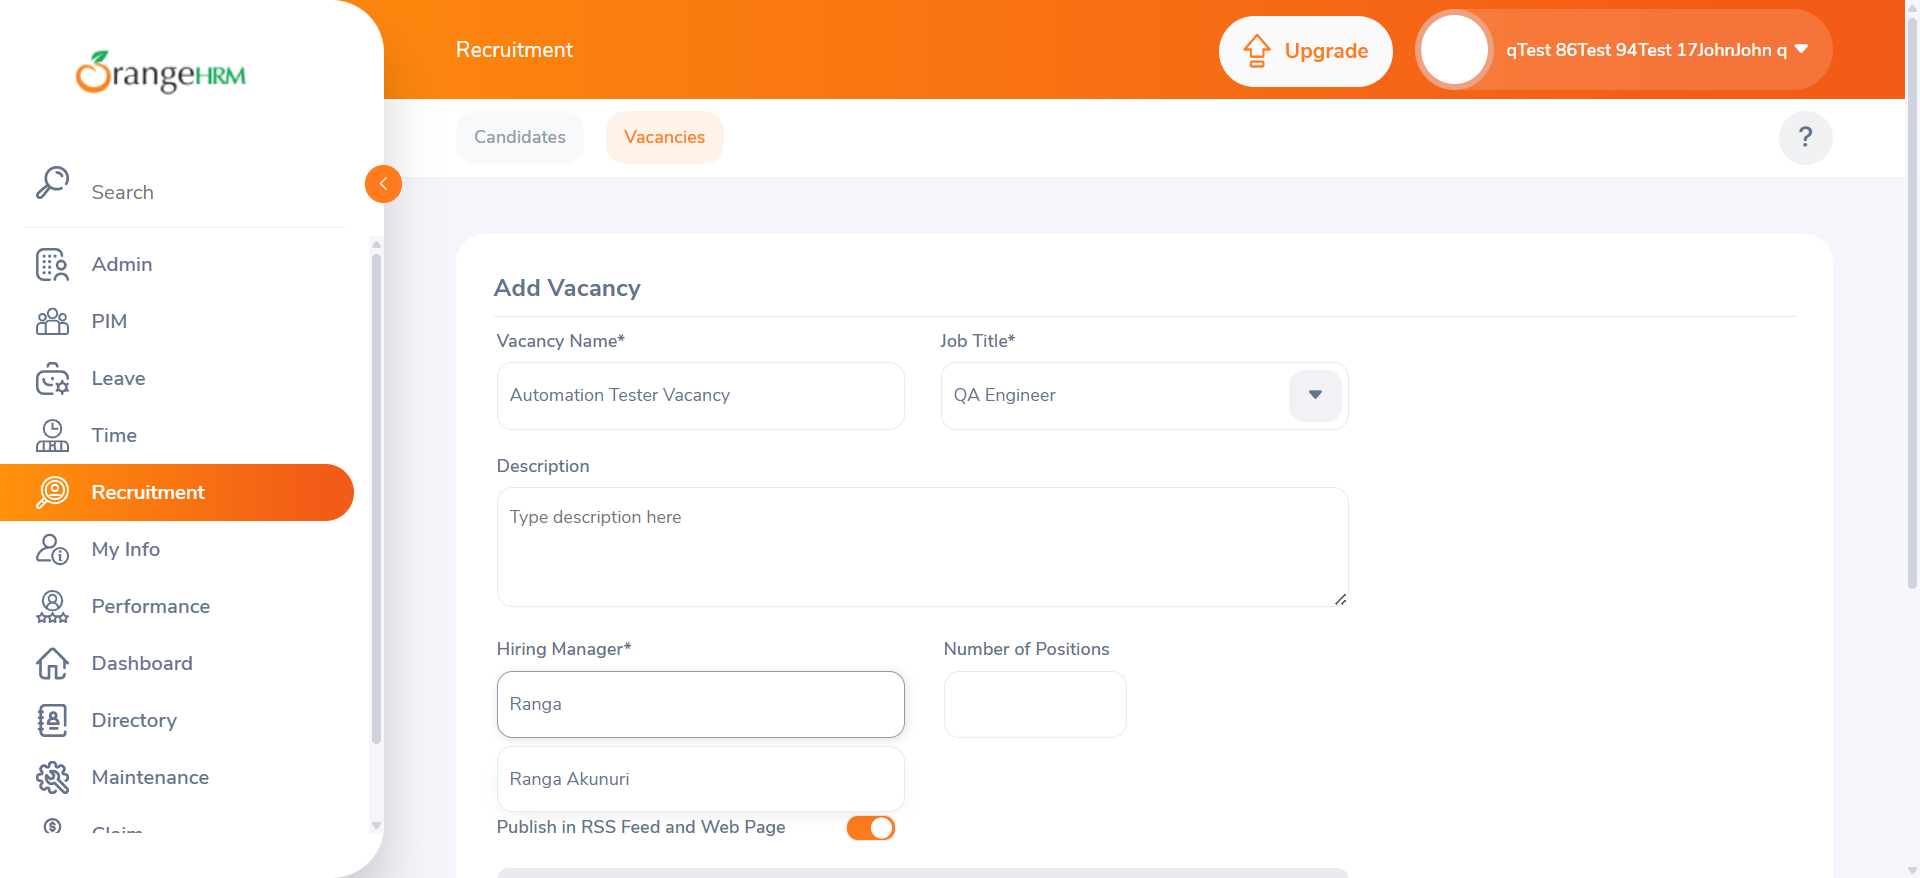 OrangeHRM
Recruitment
Upgrade
qTest 86Test 94Test 17JohnJohn q
Search
Candidates
Vacancies
?
Admin
PIM
Leave
Time
Recruitment
My Info
Performance
Dashboard
Directory
Maintenance
Claim
Add Vacancy
Vacancy Name*
Job Title*
Automation Tester Vacancy
QA Engineer
Description
Type description here
Hiring Manager*
Number of Positions
Ranga
Ranga Akunuri
Publish in RSS Feed and Web Page